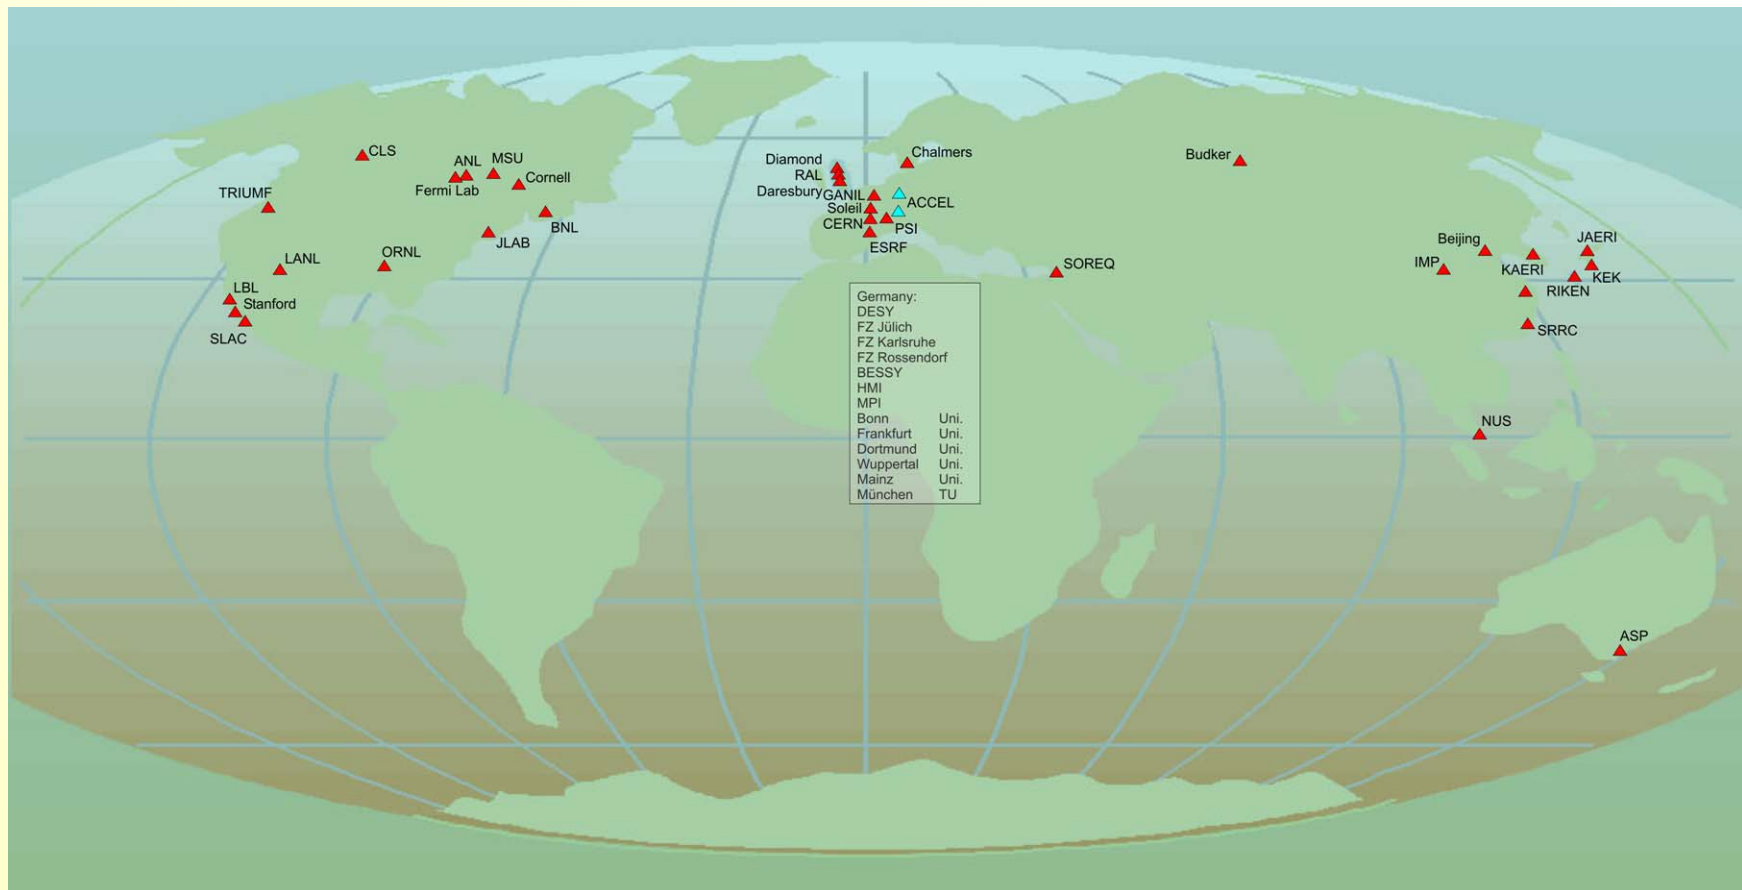 CLS
ANL
MSU
Fermi Lab
Cornell
TRIUMF
BNL
JLAB
LANL
ORNL
LBL
Stanford
SLAC
Diamond
RAL
Daresbury
Chalmers
GANIL
ACCEL
Soleil
CERN
PSI
ESRF
Budker
SOREQ
Beijing
IMP
KAERI
JAERI
KEK
RIKEN
SRRC
NUS
ASP
Germany:
DESY
FZ Jülich
FZ Karlsruhe
FZ Rossendorf
BESSY
HMI
MPI
Bonn Uni.
Frankfurt Uni.
Dortmund Uni.
Wuppertal Uni.
Mainz Uni.
München TU